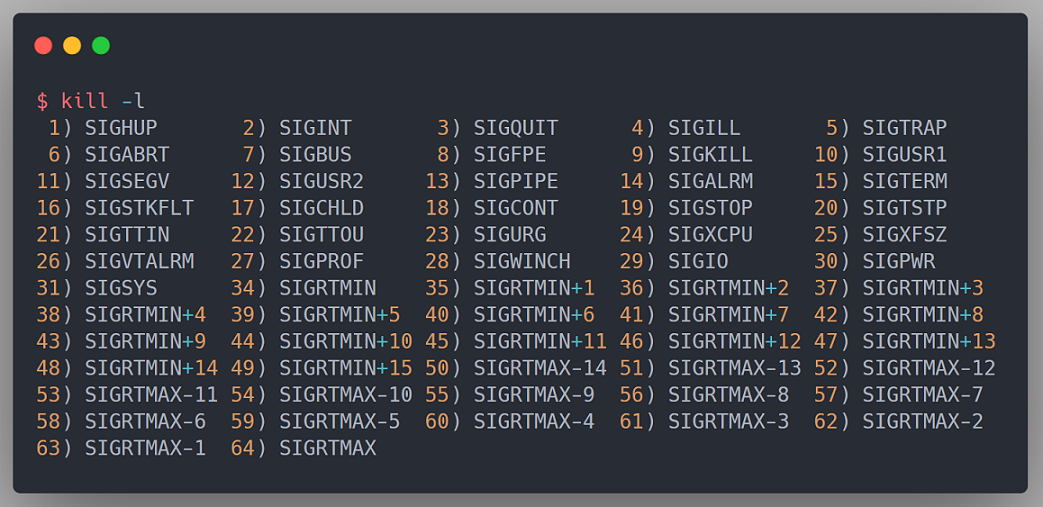 $ kill -l
 1) SIGHUP       2) SIGINT       3) SIGQUIT      4) SIGILL       5) SIGTRAP
 6) SIGABRT      7) SIGBUS       8) SIGFPE       9) SIGKILL     10) SIGUSR1
11) SIGSEGV     12) SIGUSR2     13) SIGPIPE     14) SIGALRM     15) SIGTERM
16) SIGSTKFLT   17) SIGCHLD     18) SIGCONT     19) SIGSTOP     20) SIGTSTP
21) SIGTTIN     22) SIGTTOU     23) SIGURG      24) SIGXCPU     25) SIGXFSZ
26) SIGVTALRM   27) SIGPROF     28) SIGWINCH    29) SIGIO       30) SIGPWR
31) SIGSYS      34) SIGRTMIN    35) SIGRTMIN+1  36) SIGRTMIN+2  37) SIGRTMIN+3
38) SIGRTMIN+4  39) SIGRTMIN+5  40) SIGRTMIN+6  41) SIGRTMIN+7  42) SIGRTMIN+8
43) SIGRTMIN+9  44) SIGRTMIN+10 45) SIGRTMIN+11 46) SIGRTMIN+12 47) SIGRTMIN+13
48) SIGRTMIN+14 49) SIGRTMIN+15 50) SIGRTMAX-14 51) SIGRTMAX-13 52) SIGRTMAX-12
53) SIGRTMAX-11 54) SIGRTMAX-10 55) SIGRTMAX-9  56) SIGRTMAX-8  57) SIGRTMAX-7
58) SIGRTMAX-6  59) SIGRTMAX-5  60) SIGRTMAX-4  61) SIGRTMAX-3  62) SIGRTMAX-2
63) SIGRTMAX-1  64) SIGRTMAX